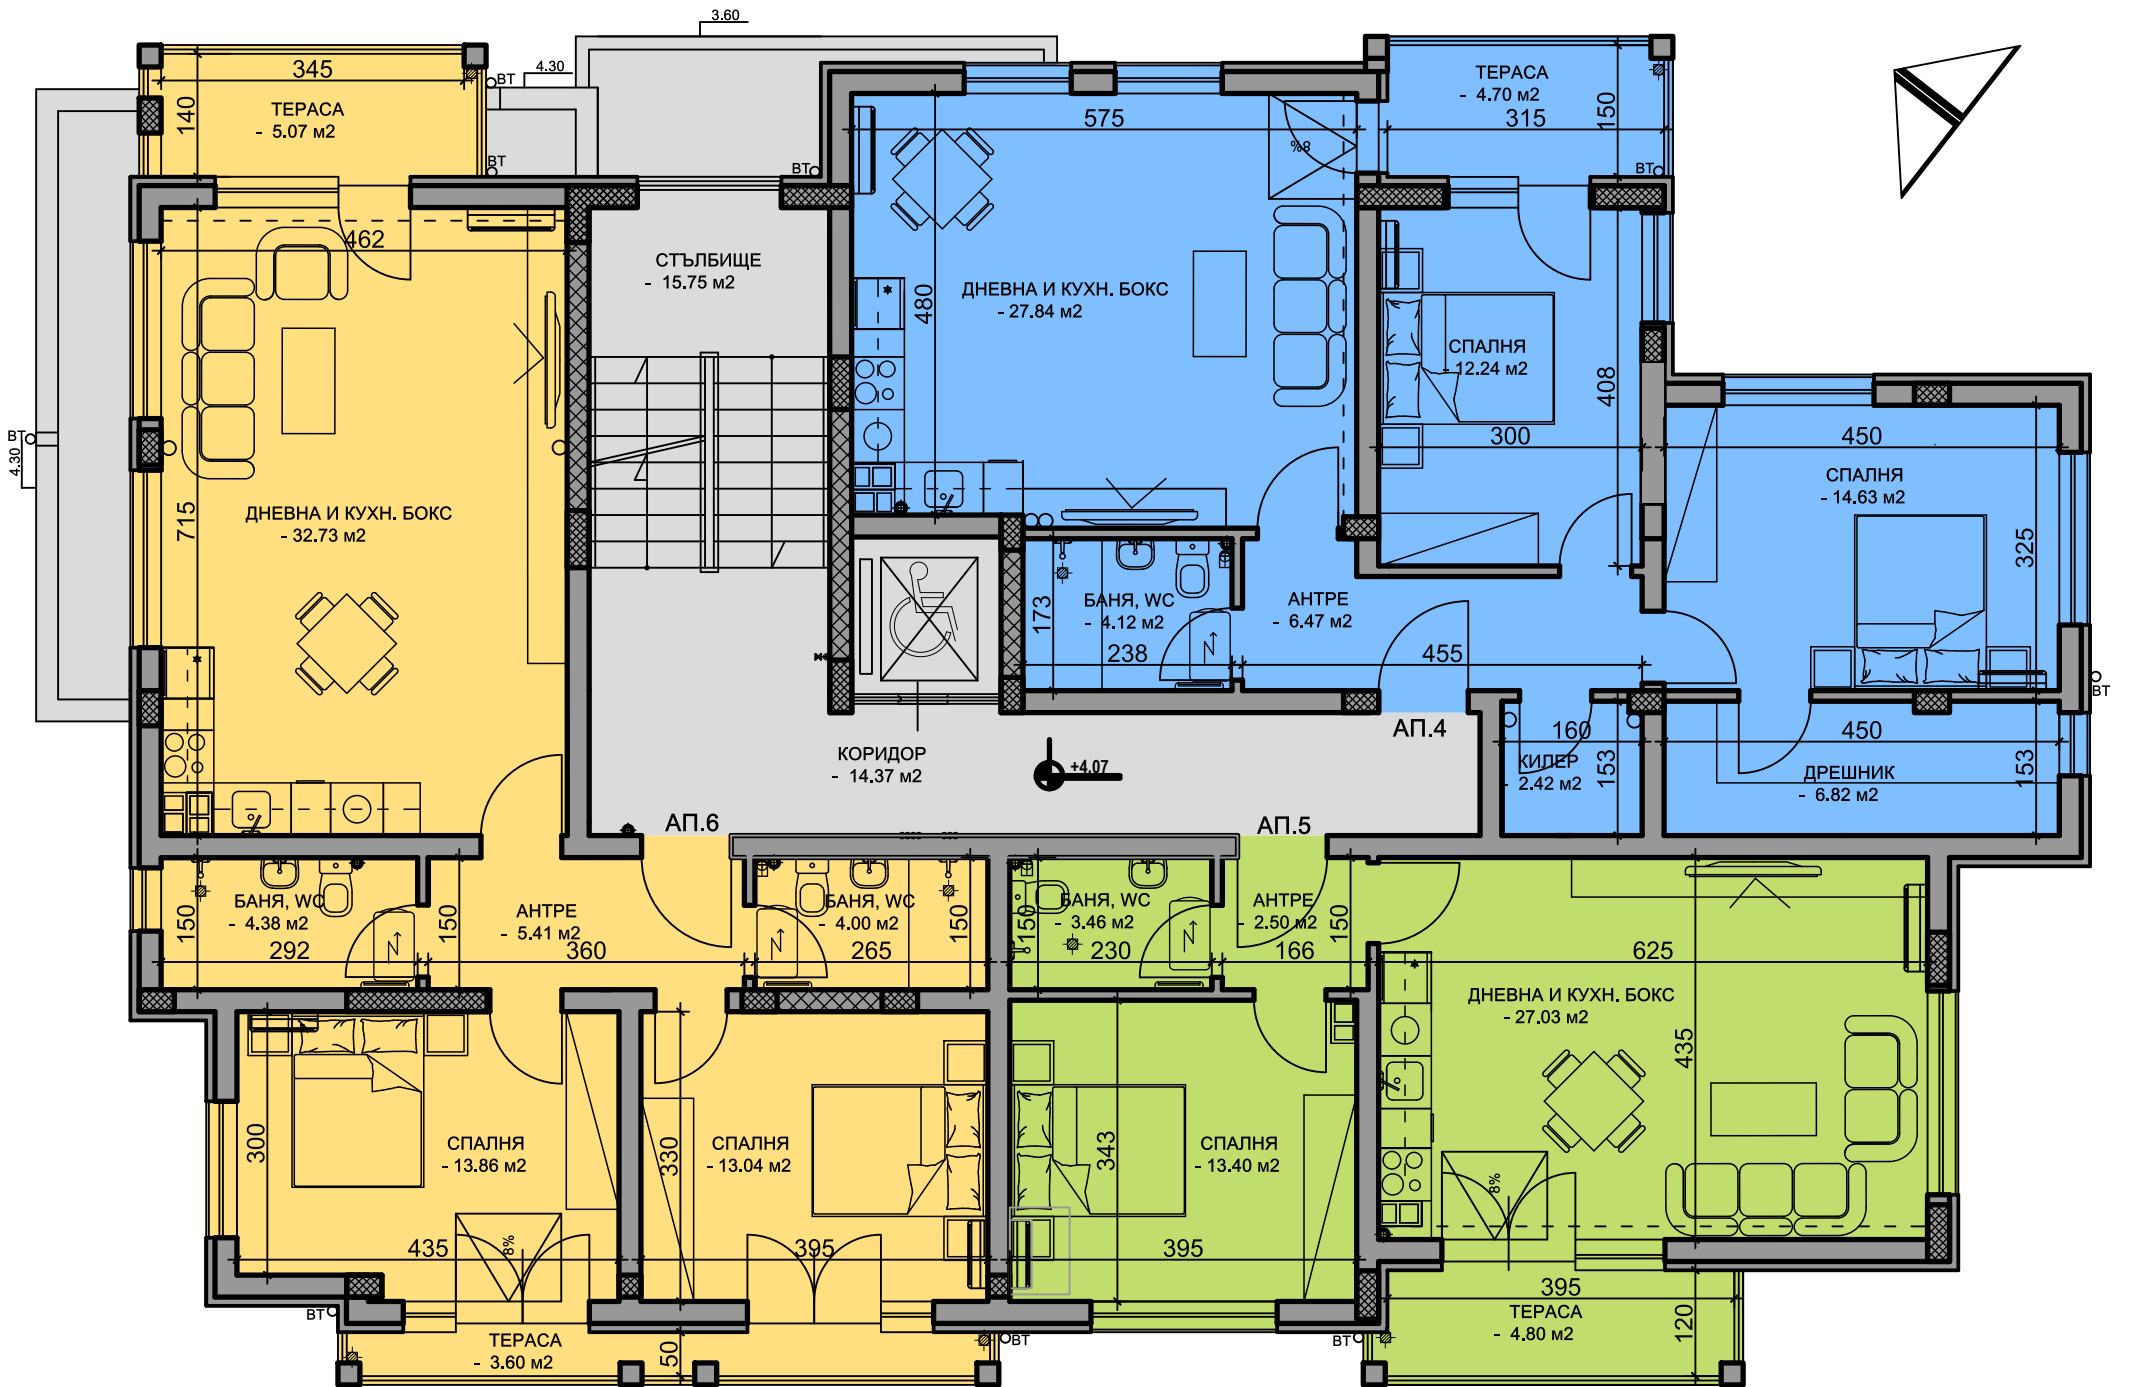 3.60
4.30
345
ТЕРАСА
- 5.07 м2
140
ВТ
ВТ
ВТ
575
ТЕРАСА
- 4.70 м2
315
150
8%
ВТ
462
СТЪЛБИЩЕ
- 15.75 м2
480
ДНЕВНА И КУХН. БОКС
- 27.84 м2
СПАЛНЯ
- 12.24 м2
408
300
450
СПАЛНЯ
- 14.63 м2
325
ВТ
4.30
715
ДНЕВНА И КУХН. БОКС
- 32.73 м2
БАНЯ, WC
- 4.12 м2
173
238
N
АНТРЕ
- 6.47 м2
455
ВТ
АП.4
КОРИДОР
- 14.37 м2
+4.07
160
КИЛЕР
- 2.42 м2
153
450
ДРЕШНИК
- 6.82 м2
153
АП.6
АП.5
БАНЯ, WC
- 4.38 м2
150
292
N
150
АНТРЕ
- 5.41 м2
360
БАНЯ, WC
- 4.00 м2
N
265
150
150
БАНЯ, WC
- 3.46 м2
230
N
АНТРЕ
- 2.50 м2
166
150
625
ДНЕВНА И КУХН. БОКС
- 27.03 м2
435
300
СПАЛНЯ
- 13.86 м2
330
СПАЛНЯ
- 13.04 м2
343
СПАЛНЯ
- 13.40 м2
8%
435
8%
395
395
395
ВТ
ТЕРАСА
- 3.60 м2
50
ВТ
ВТ
ТЕРАСА
- 4.80 м2
120